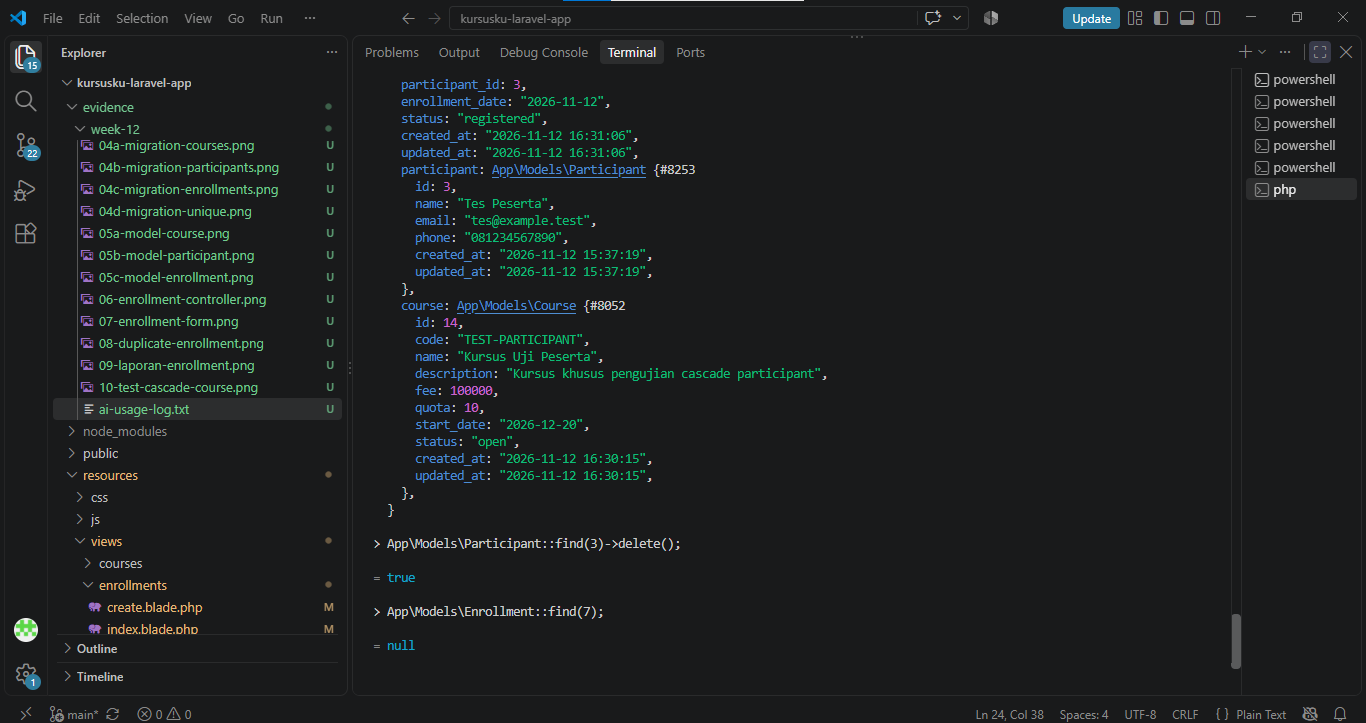 File Edit Selection View Go Run ···
kursusku-laravel-app
Update
Explorer ···
15
22
1
kursusku-laravel-app
evidence
week-12
04a-migration-courses.png U
04b-migration-participants.png U
04c-migration-enrollments.png U
04d-migration-unique.png U
05a-model-course.png U
05b-model-participant.png U
05c-model-enrollment.png U
06-enrollment-controller.png U
07-enrollment-form.png U
08-duplicate-enrollment.png U
09-laporan-enrollment.png U
10-test-cascade-course.png U
ai-usage-log.txt U
node_modules
public
resources
css
js
views
courses
enrollments
create.blade.php M
index.blade.php M
Outline
Timeline
Problems Output Debug Console Terminal Ports
participant_id: 3,
enrollment_date: "2026-11-12",
status: "registered",
created_at: "2026-11-12 16:31:06",
updated_at: "2026-11-12 16:31:06",
participant: App\Models\Participant {#8253
id: 3,
name: "Tes Peserta",
email: "tes@example.test",
phone: "081234567890",
created_at: "2026-11-12 15:37:19",
updated_at: "2026-11-12 15:37:19",
},
course: App\Models\Course {#8052
id: 14,
code: "TEST-PARTICIPANT",
name: "Kursus Uji Peserta",
description: "Kursus khusus pengujian cascade participant",
fee: 100000,
quota: 10,
start_date: "2026-12-20",
status: "open",
created_at: "2026-11-12 16:30:15",
updated_at: "2026-11-12 16:30:15",
},
}
> App\Models\Participant::find(3)->delete();
= true
> App\Models\Enrollment::find(7);
= null
powershell
powershell
powershell
powershell
powershell
php
main* 0 0 Ln 24, Col 38 Spaces: 4 UTF-8 CRLF { } Plain Text